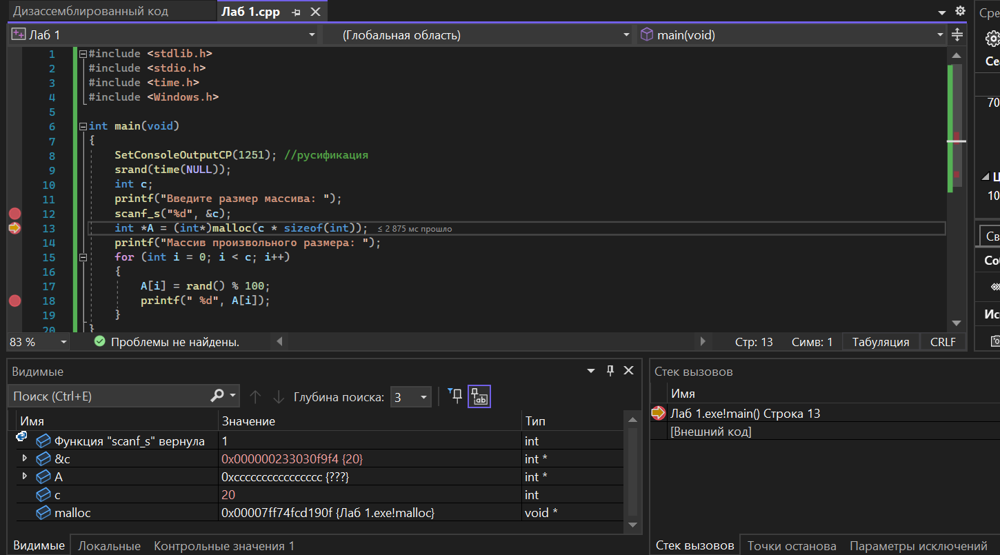 Дизассемблированный код
Лаб 1.cpp
Лаб 1
(Глобальная область)
main(void)
1 #include <stdlib.h>
2 #include <stdio.h>
3 #include <time.h>
4 #include <Windows.h>
5
6 int main(void)
7 {
8 SetConsoleOutputCP(1251); //русификация
9 srand(time(NULL));
10 int c;
11 printf("Введите размер массива: ");
12 scanf_s("%d", &c);
13 int *A = (int*)malloc(c * sizeof(int)); ≤ 2 875 мс прошло
14 printf("Массив произвольного размера: ");
15 for (int i = 0; i < c; i++)
16 {
17 A[i] = rand() % 100;
18 printf(" %d", A[i]);
19 }
20 }
83 %
Проблемы не найдены.
Стр: 13
Симв: 1
Табуляция
CRLF
Видимые
Поиск (Ctrl+E)
Глубина поиска: 3
Имя Значение Тип
Функция "scanf_s" вернула 1 int
&c 0x000000233030f9f4 {20} int *
A 0xcccccccccccccccc {???} int *
c 20 int
malloc 0x00007ff74fcd190f {Лаб 1.exe!malloc} void *
Видимые Локальные Контрольные значения 1
Стек вызовов
Имя
Лаб 1.exe!main() Строка 13
[Внешний код]
Стек вызовов Точки останова Параметры исключений
Сре
Се
70
10
Св
Ис